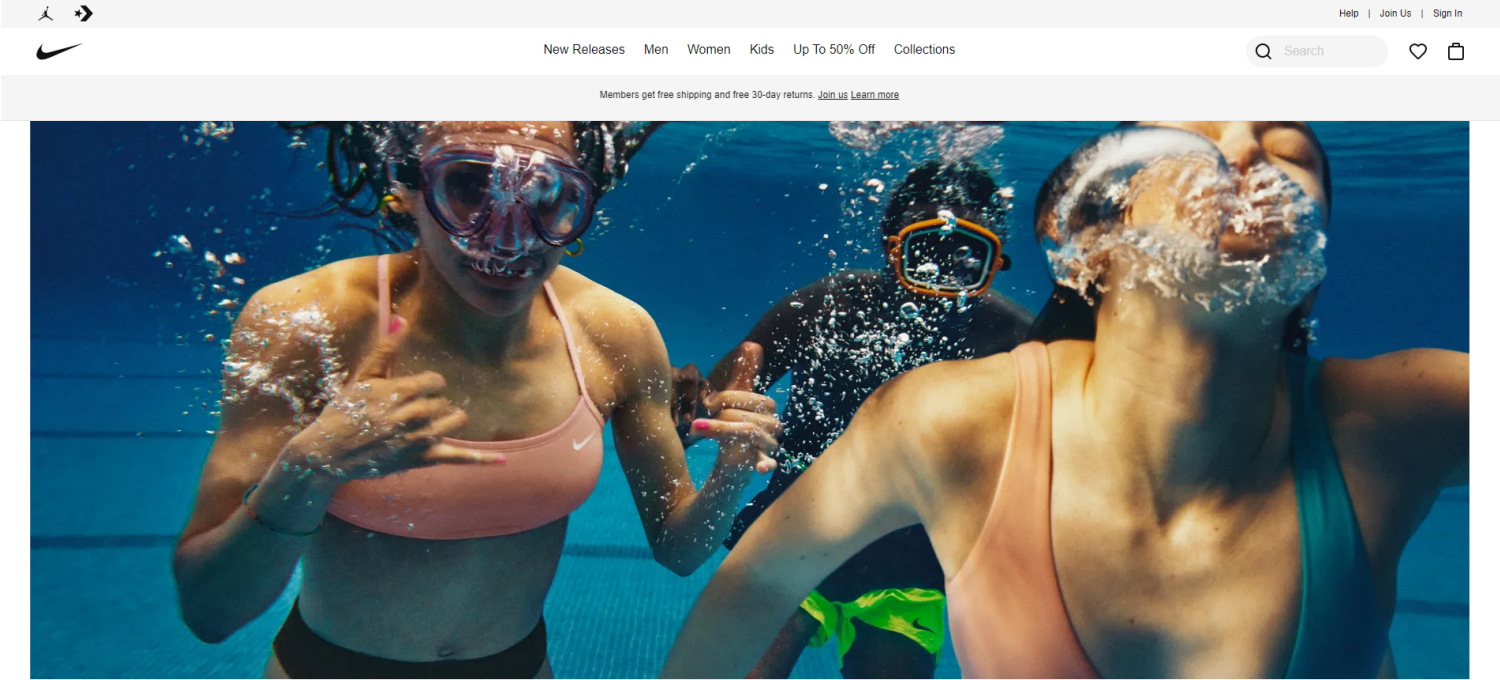 Help | Join Us | Sign In
New Releases Men Women Kids Up To 50% Off Collections
Search
Members get free shipping and free 30-day returns. Join us Learn more